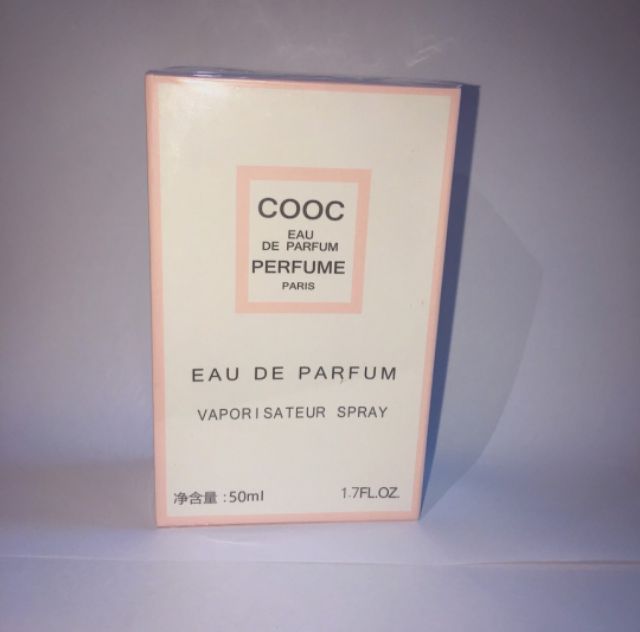 COOC
EAU
DE PARFUM
PERFUME
PARIS
EAU DE PARFUM
VAPORISATEUR SPRAY
净含量:50ml
1.7FL.OZ.